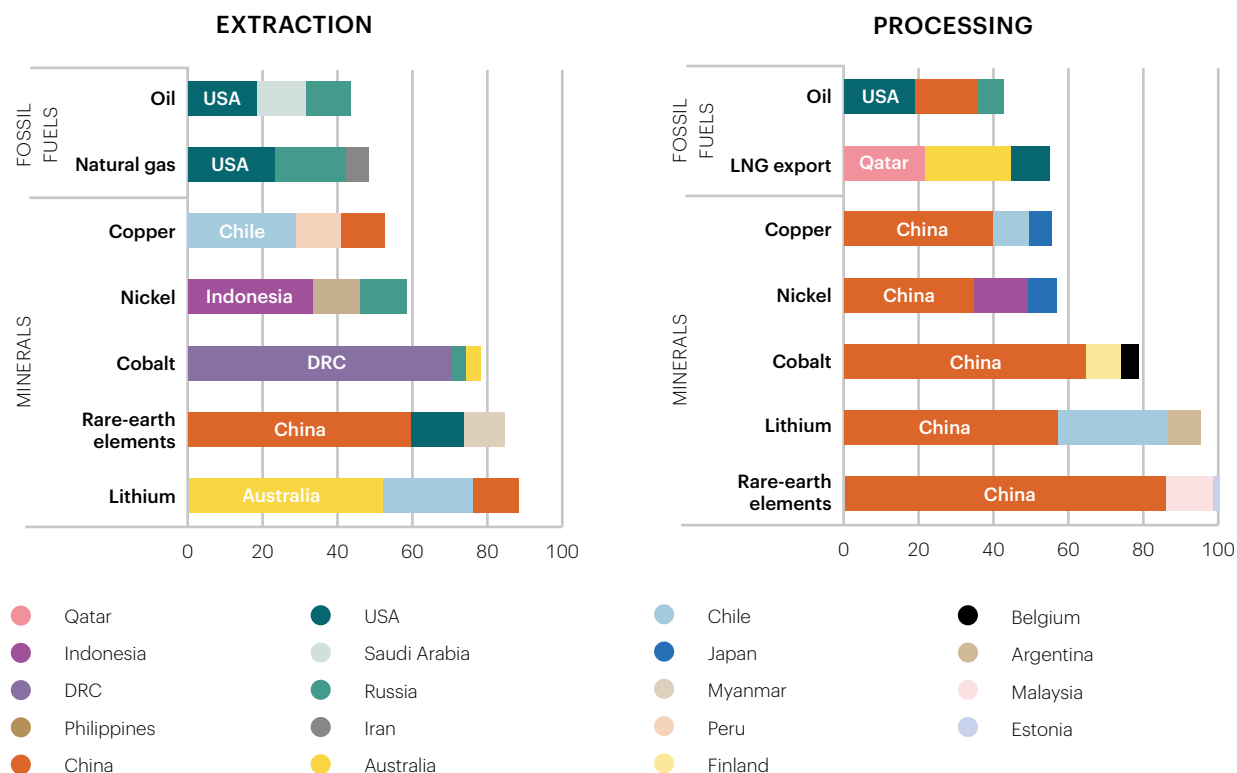 EXTRACTION
FOSSIL
FUELS
Oil
USA
Natural gas
USA
MINERALS
Copper
Chile
Nickel
Indonesia
Cobalt
DRC
Rare-earth
elements
China
Lithium
Australia
0 20 40 60 80 100
PROCESSING
FOSSIL
FUELS
Oil
USA
LNG export
Qatar
MINERALS
Copper
China
Nickel
China
Cobalt
China
Lithium
China
Rare-earth
elements
China
0 20 40 60 80 100
Qatar
Indonesia
DRC
Philippines
China
USA
Saudi Arabia
Russia
Iran
Australia
Chile
Japan
Myanmar
Peru
Finland
Belgium
Argentina
Malaysia
Estonia